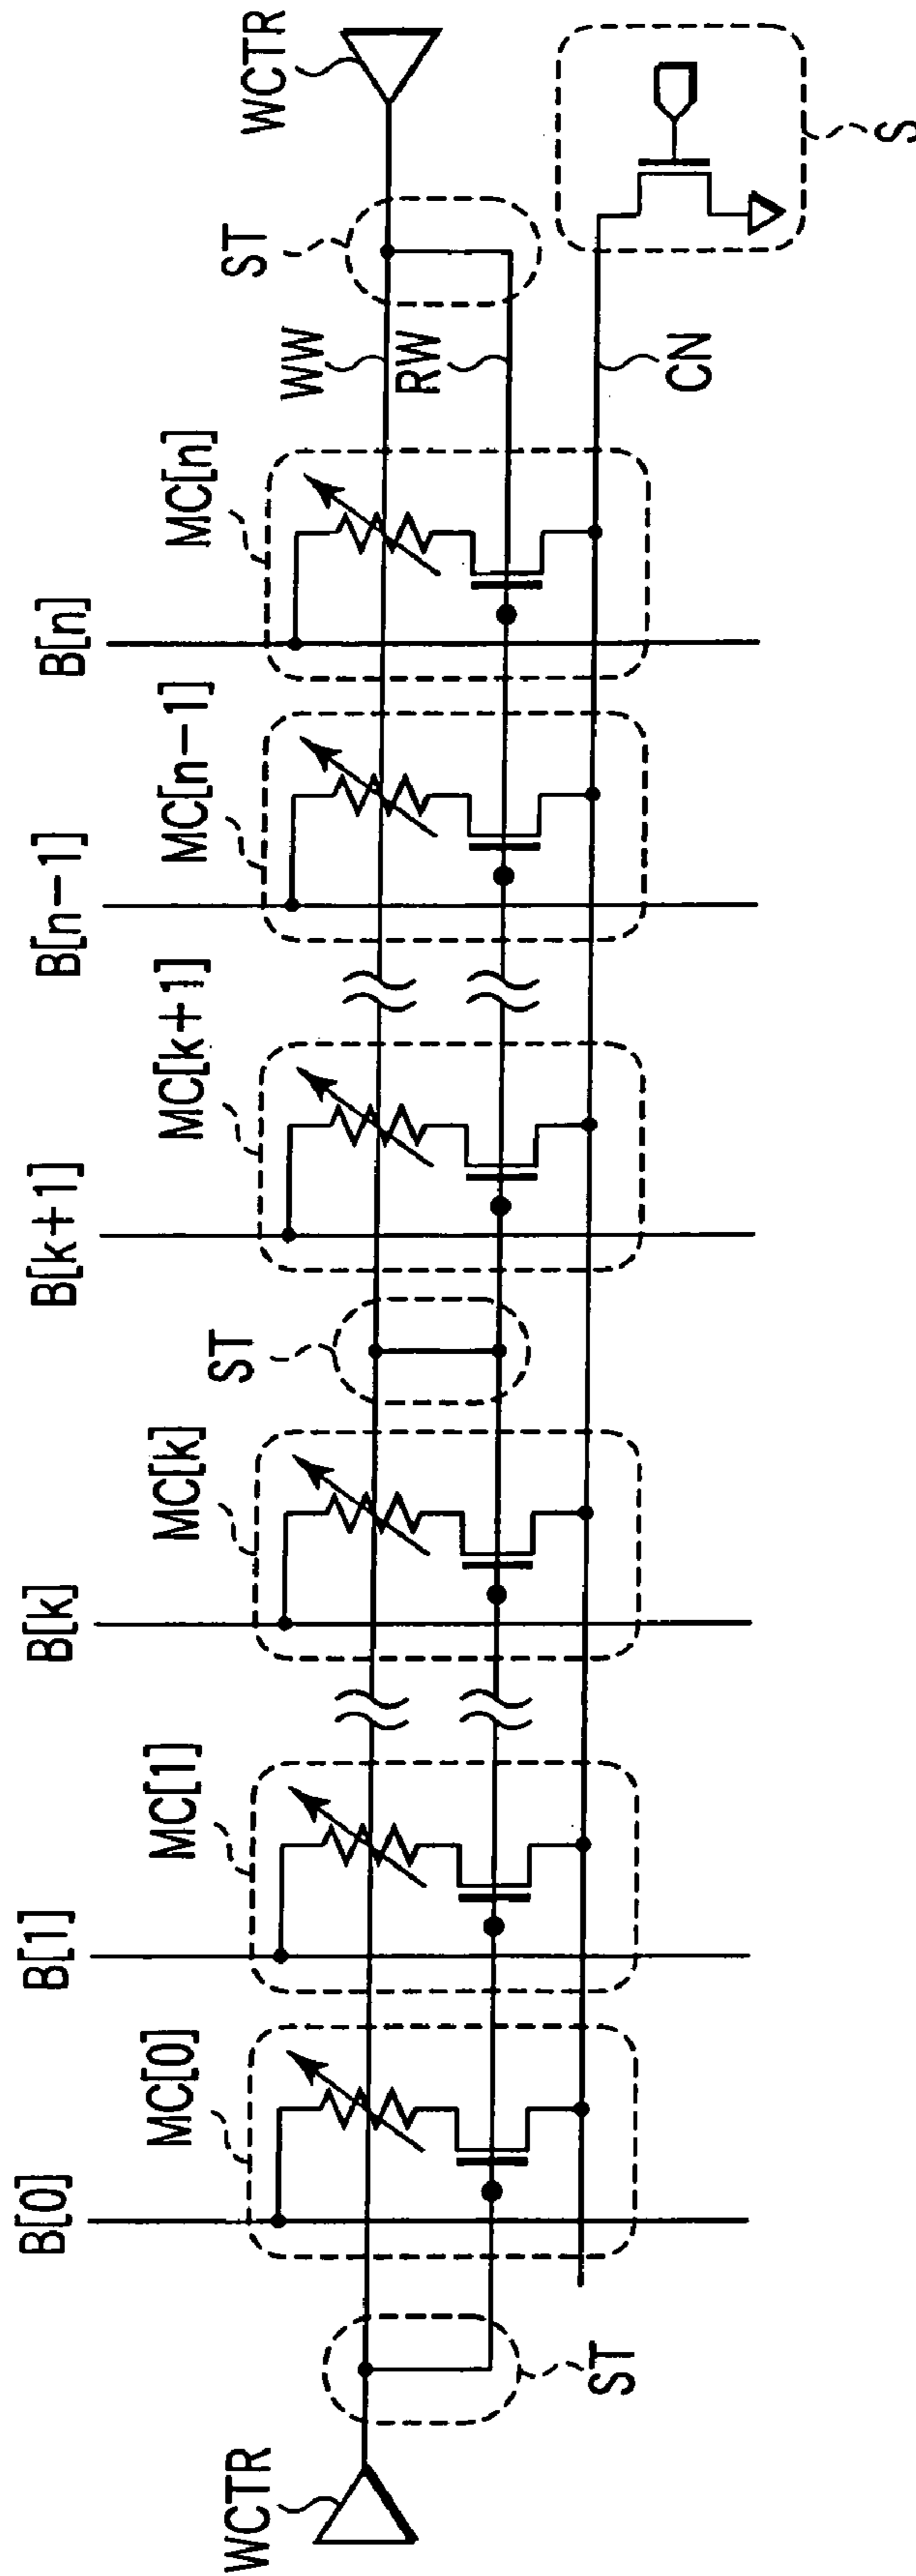 B[0]
B[1]
B[k]
B[k+1]
B[n-1]
B[n]
MC[0]
MC[1]
MC[k]
MC[k+1]
MC[n-1]
MC[n]
WCTR
ST
ST
WW
RW
ST
WCTR
CN
S